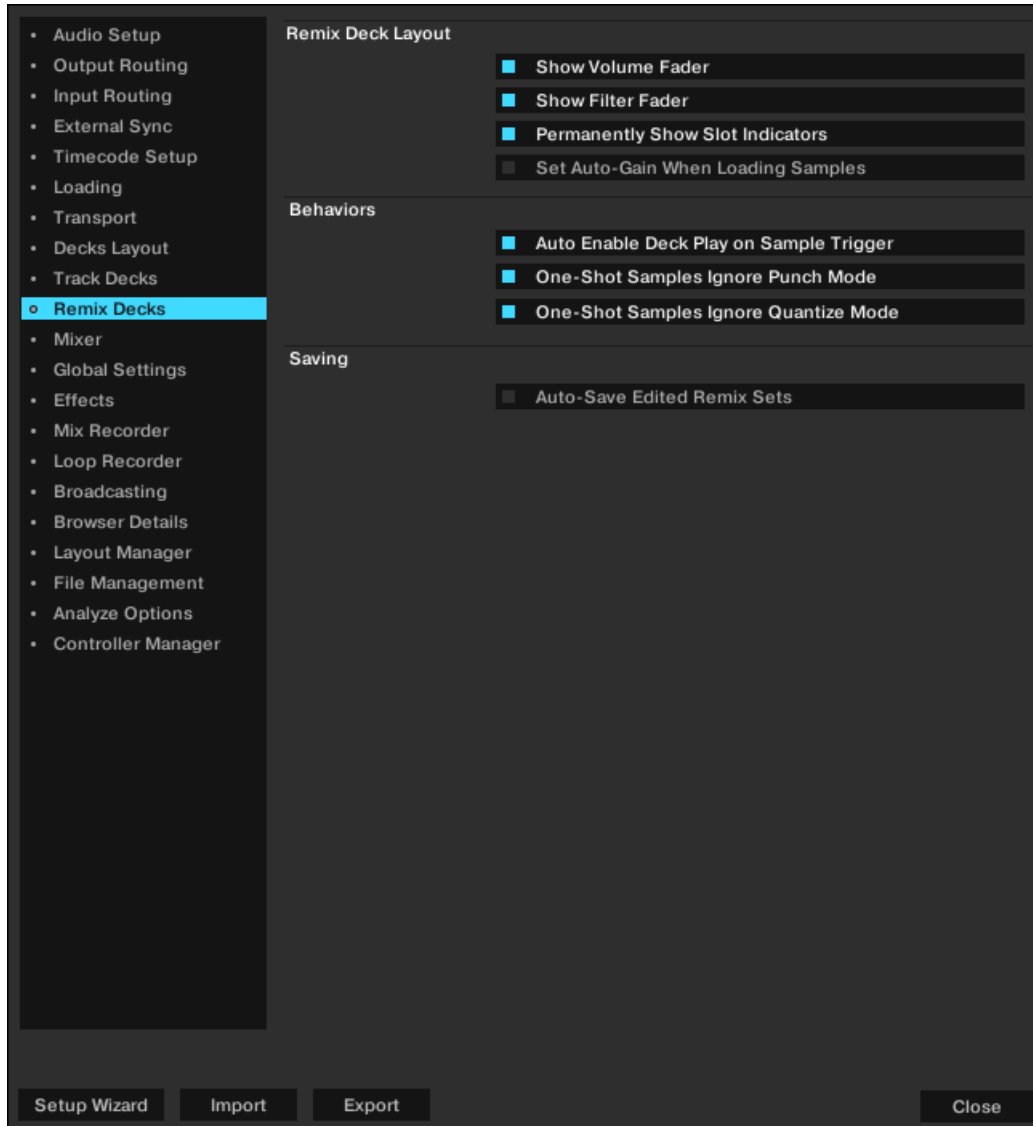 Audio Setup
Output Routing
Input Routing
External Sync
Timecode Setup
Loading
Transport
Decks Layout
Track Decks
Remix Decks
Mixer
Global Settings
Effects
Mix Recorder
Loop Recorder
Broadcasting
Browser Details
Layout Manager
File Management
Analyze Options
Controller Manager
Remix Deck Layout
Show Volume Fader
Show Filter Fader
Permanently Show Slot Indicators
Set Auto-Gain When Loading Samples
Behaviors
Auto Enable Deck Play on Sample Trigger
One-Shot Samples Ignore Punch Mode
One-Shot Samples Ignore Quantize Mode
Saving
Auto-Save Edited Remix Sets
Setup Wizard
Import
Export
Close